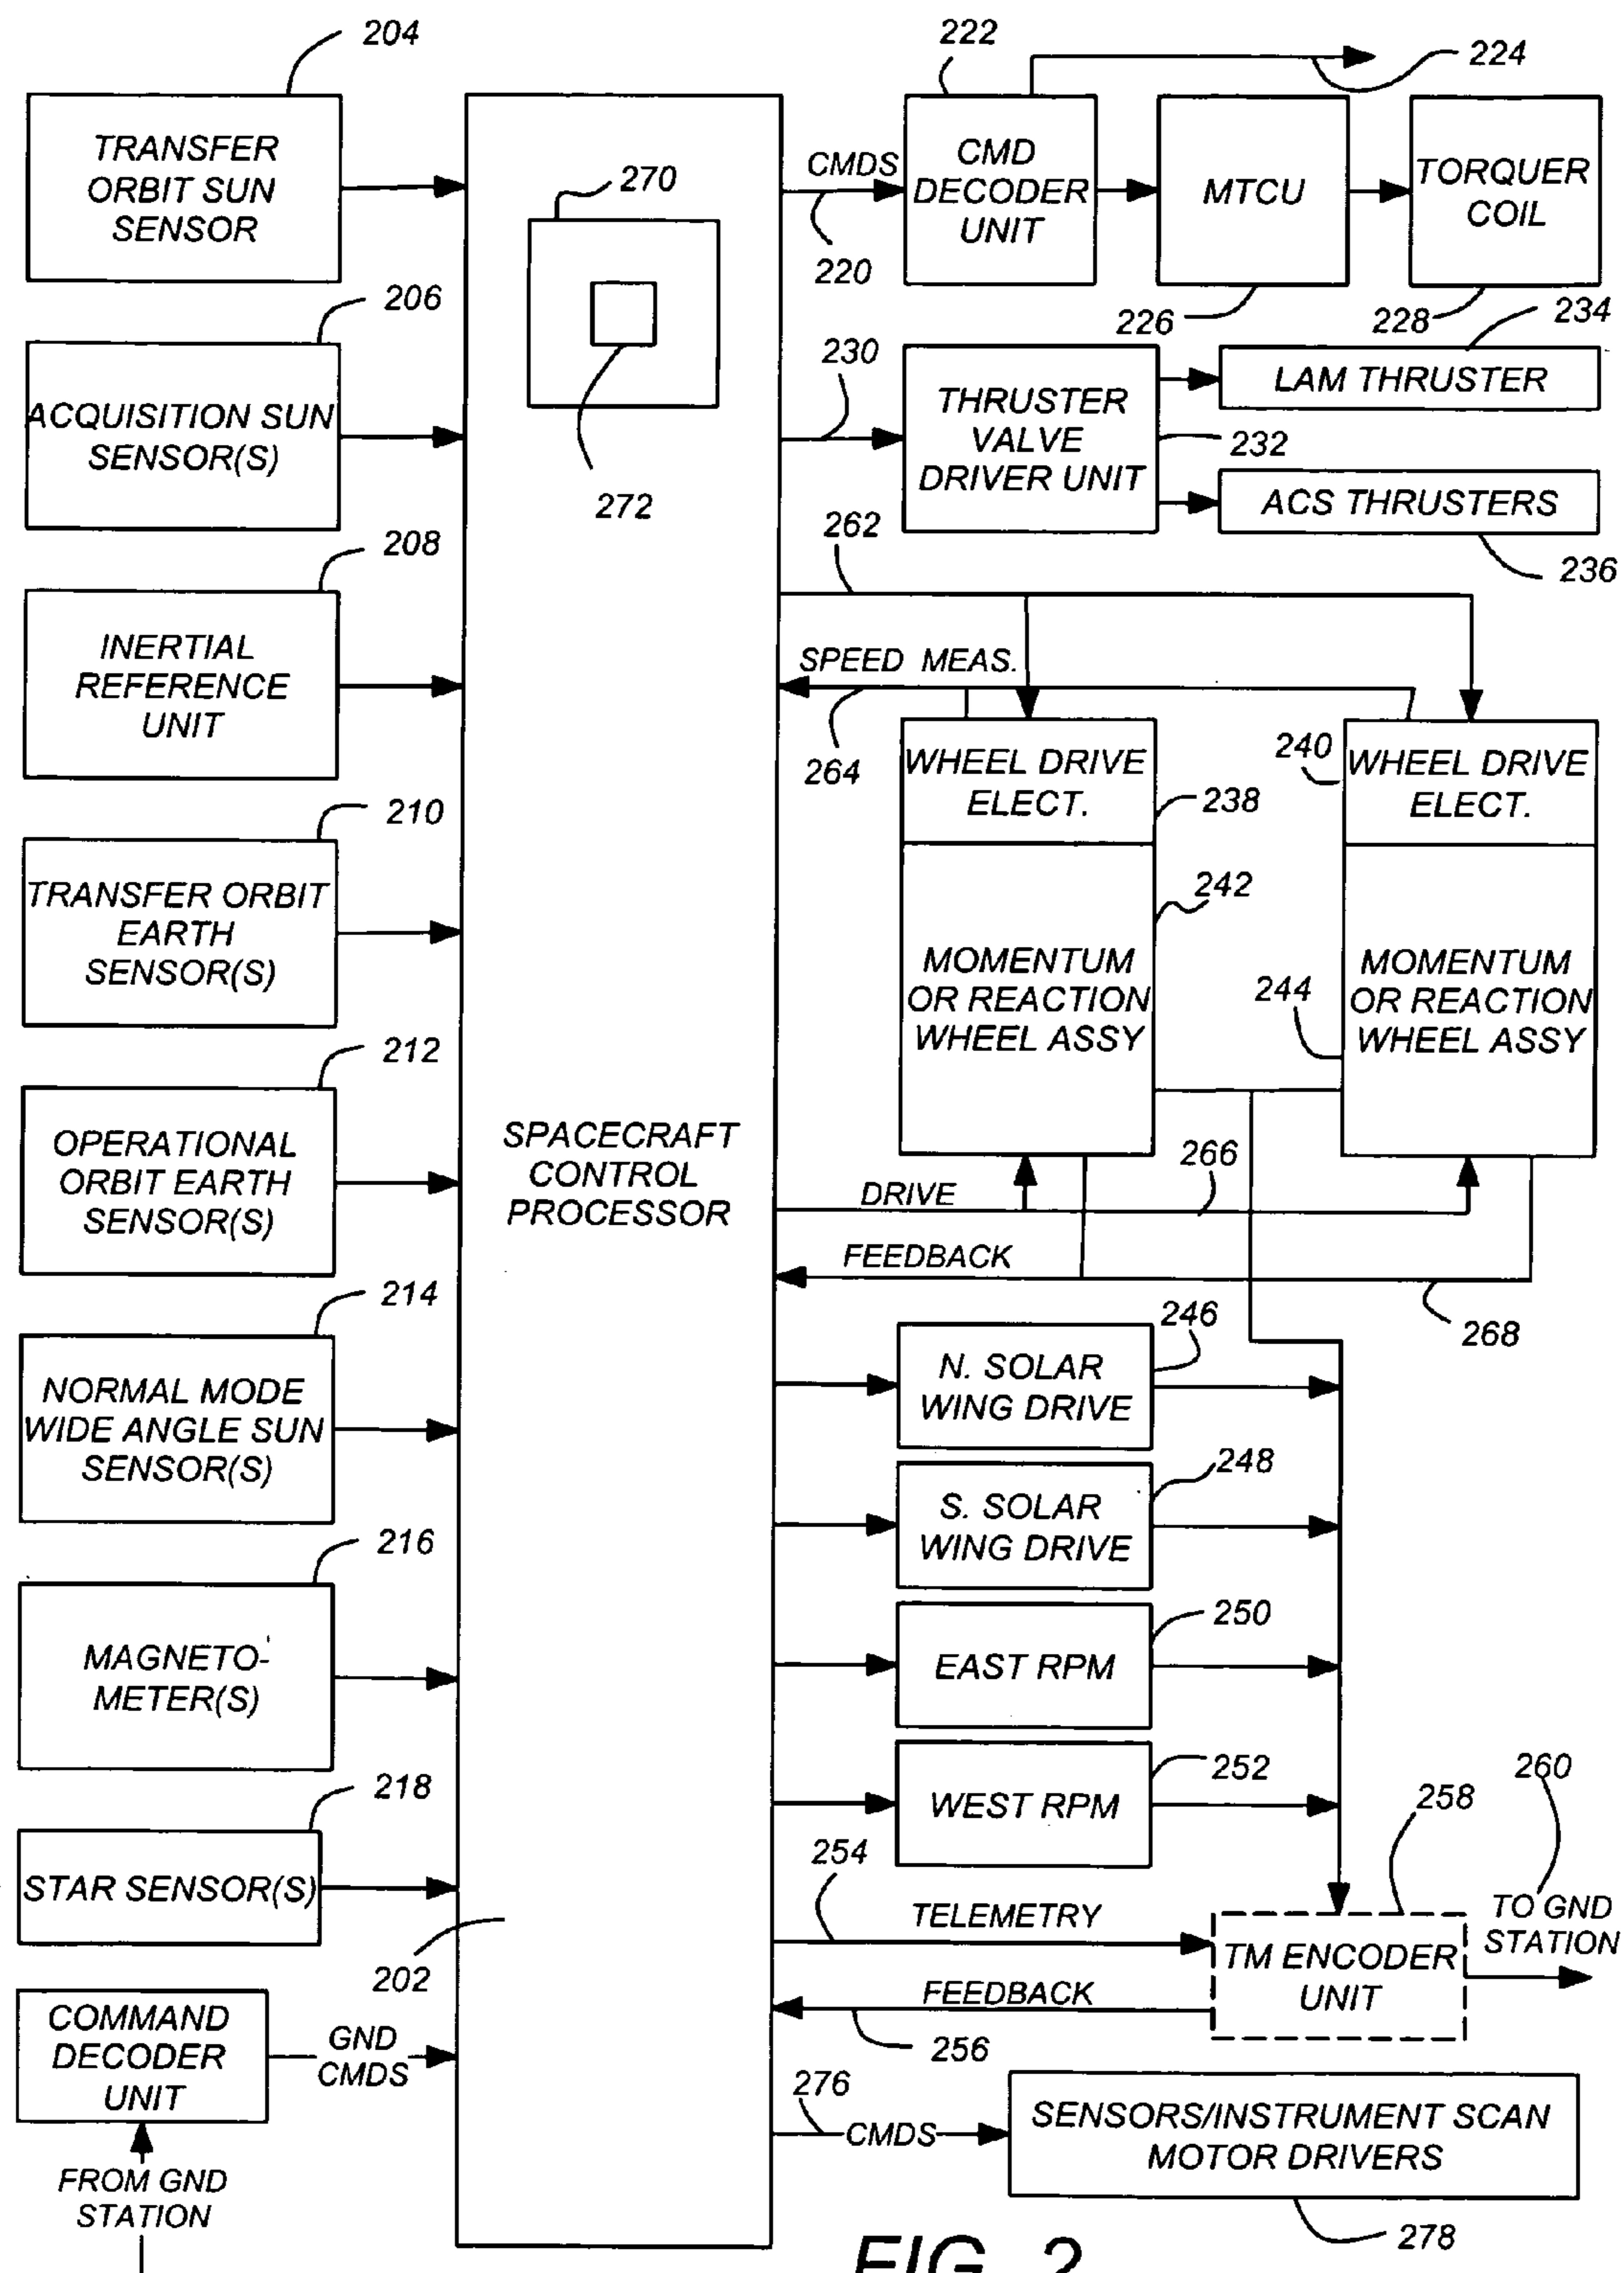 204
TRANSFER
ORBIT SUN
SENSOR
206
ACQUISITION SUN
SENSOR(S)
208
INERTIAL
REFERENCE
UNIT
210
TRANSFER ORBIT
EARTH
SENSOR(S)
212
OPERATIONAL
ORBIT EARTH
SENSOR(S)
214
NORMAL MODE
WIDE ANGLE SUN
SENSOR(S)
216
MAGNETO-
METER(S)
218
STAR SENSOR(S)
COMMAND
DECODER
UNIT
GND
CMDS
FROM GND
STATION
270
272
SPACECRAFT
CONTROL
PROCESSOR
202
222
224
CMDS
220
CMD
DECODER
UNIT
MTCU
226
TORQUER
COIL
228
230
THRUSTER
VALVE
DRIVER UNIT
232
234
LAM THRUSTER
ACS THRUSTERS
236
262
SPEED MEAS.
264
WHEEL DRIVE
ELECT.
238
240
WHEEL DRIVE
ELECT.
242
MOMENTUM
OR REACTION
WHEEL ASSY
244
MOMENTUM
OR REACTION
WHEEL ASSY
DRIVE
266
FEEDBACK
268
246
N. SOLAR
WING DRIVE
248
S. SOLAR
WING DRIVE
250
EAST RPM
252
WEST RPM
254
TELEMETRY
258
TM ENCODER
UNIT
260
TO GND
STATION
FEEDBACK
256
276
CMDS
SENSORS/INSTRUMENT SCAN
MOTOR DRIVERS
278
FIG. 2